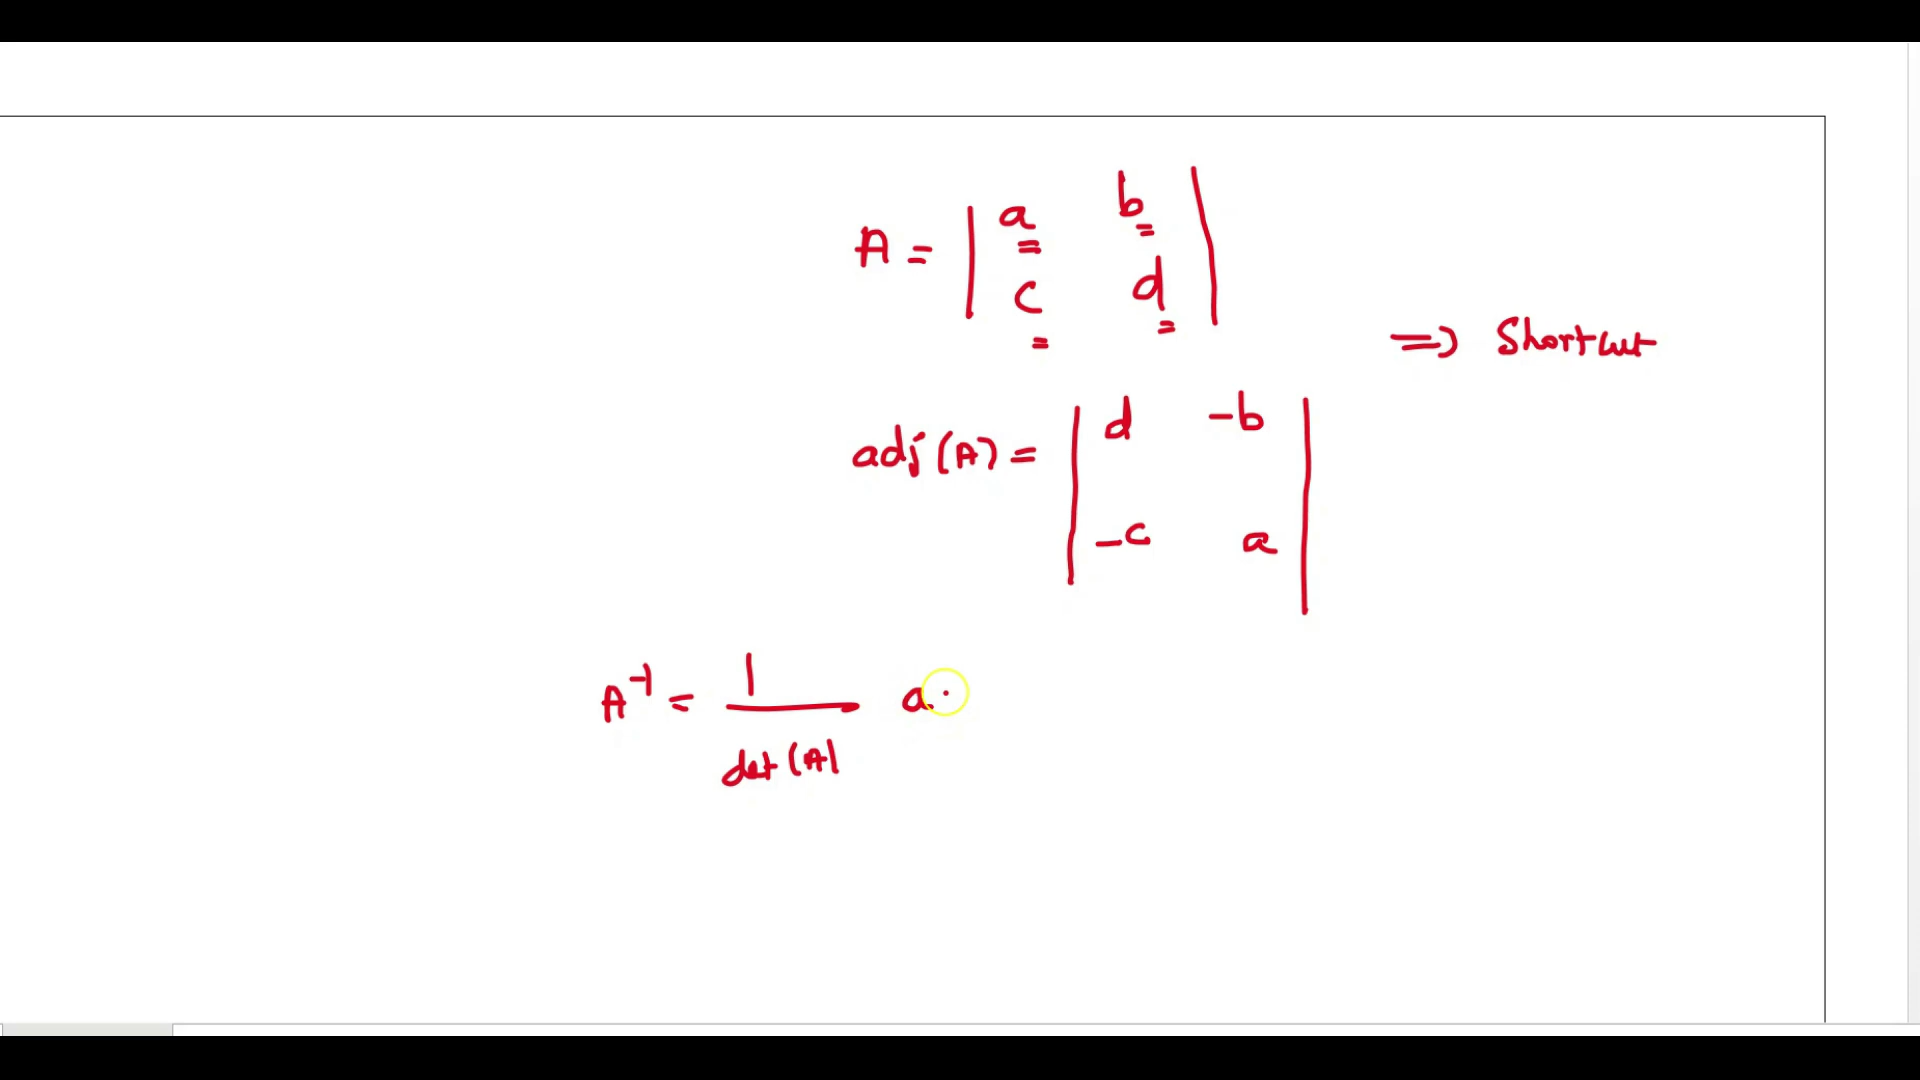 A = | a b |
| c d |
=> Shortcut
adj(A) = | d -b |
| -c a |
A⁻¹ = 1 a
det(A)